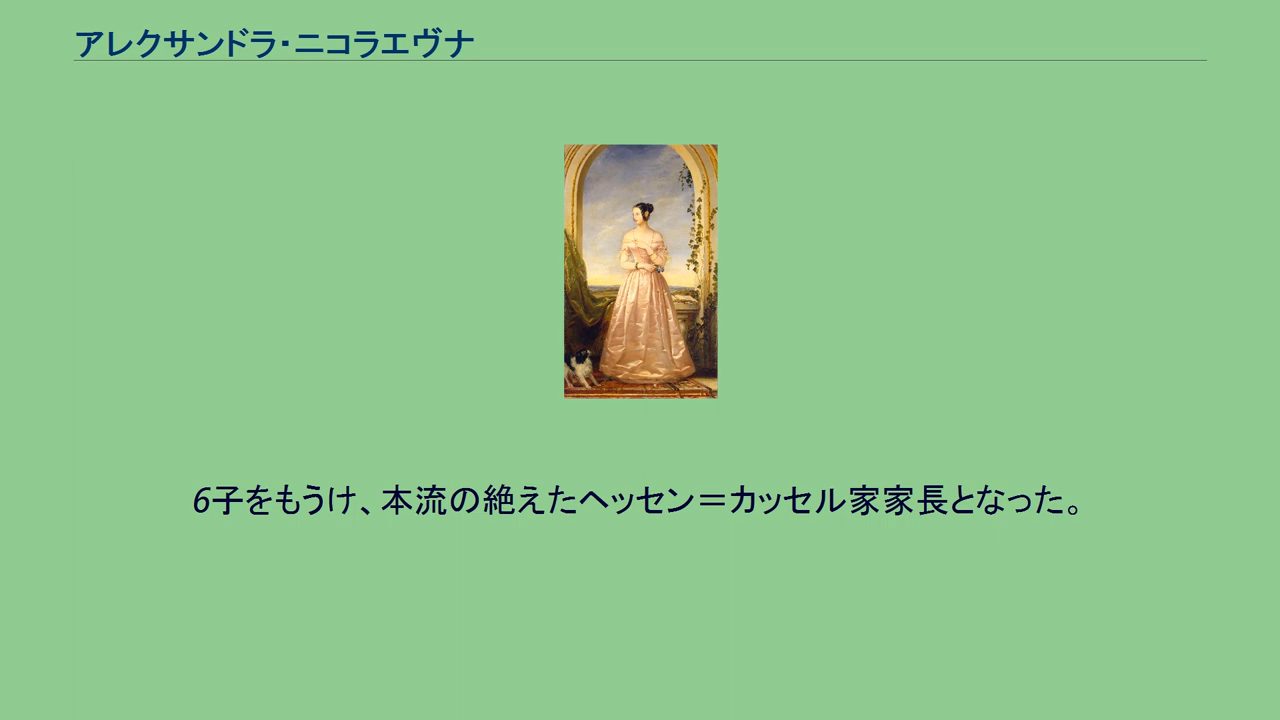 アレクサンドラ・ニコラエヴナ
6子をもうけ、本流の絶えたヘッセン＝カッセル家家長となった。